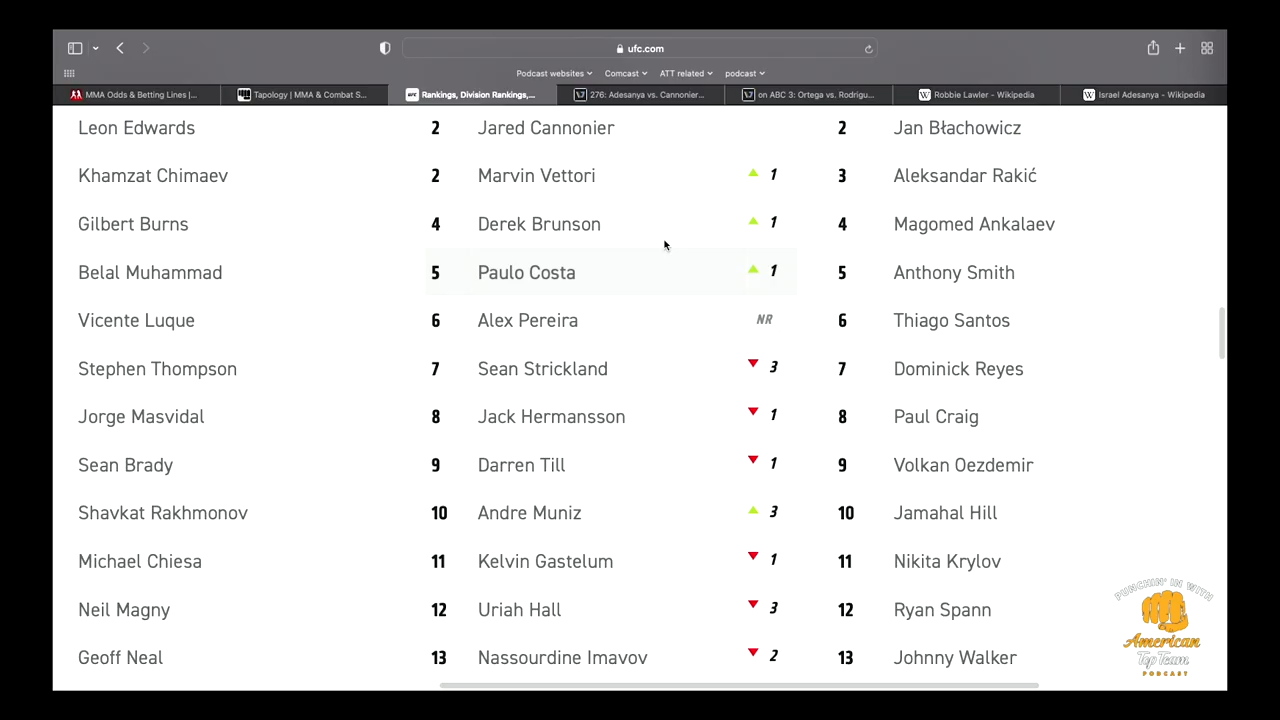 ufc.com
Podcast websites Comcast ATT related podcast
MMA Odds & Betting Lines |... Tapology | MMA & Combat S... Rankings, Division Rankings,... 276: Adesanya vs. Cannonier... on ABC 3: Ortega vs. Rodrigu... Robbie Lawler - Wikipedia Israel Adesanya - Wikipedia
Leon Edwards 2 Jared Cannonier 2 Jan Błachowicz
Khamzat Chimaev 2 Marvin Vettori 1 3 Aleksandar Rakić
Gilbert Burns 4 Derek Brunson 1 4 Magomed Ankalaev
Belal Muhammad 5 Paulo Costa 1 5 Anthony Smith
Vicente Luque 6 Alex Pereira NR 6 Thiago Santos
Stephen Thompson 7 Sean Strickland 3 7 Dominick Reyes
Jorge Masvidal 8 Jack Hermansson 1 8 Paul Craig
Sean Brady 9 Darren Till 1 9 Volkan Oezdemir
Shavkat Rakhmonov 10 Andre Muniz 3 10 Jamahal Hill
Michael Chiesa 11 Kelvin Gastelum 1 11 Nikita Krylov
Neil Magny 12 Uriah Hall 3 12 Ryan Spann
Geoff Neal 13 Nassourdine Imavov 2 13 Johnny Walker
PUNCHIN' IN WITH
American
Top Team
PODCAST